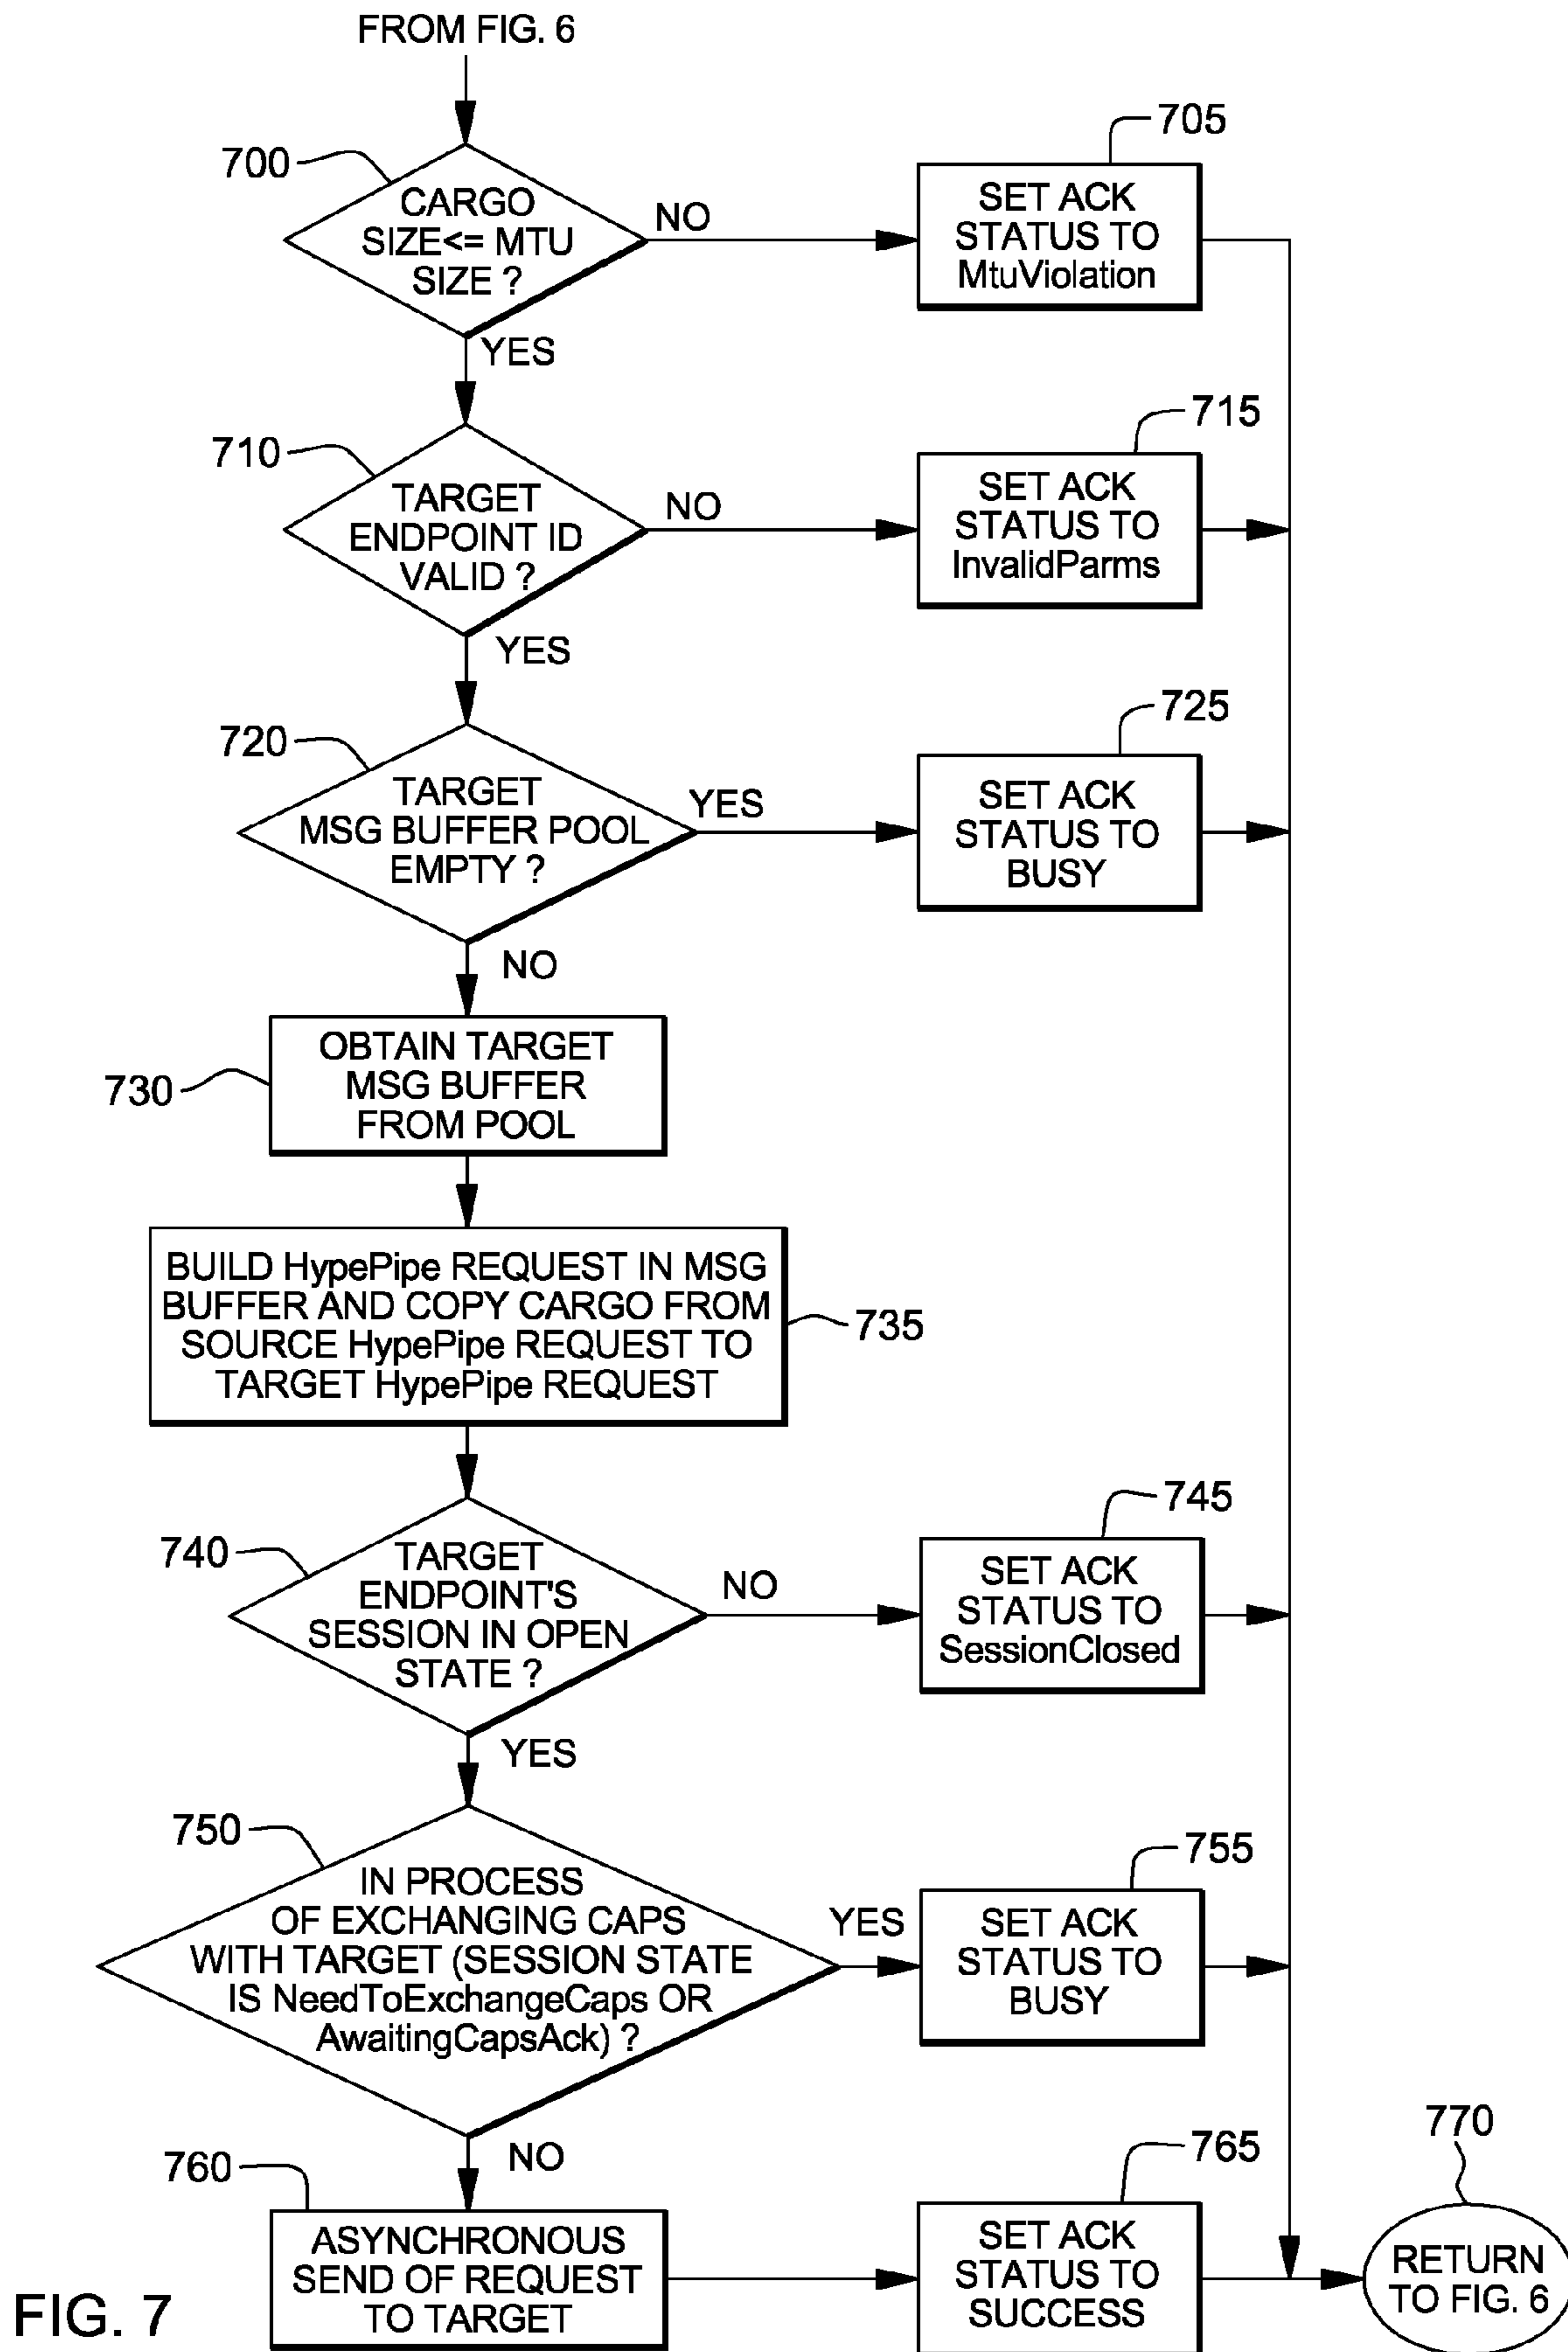 FROM FIG. 6
700
CARGO
SIZE<= MTU
SIZE ?
NO
YES
705
SET ACK
STATUS TO
MtuViolation
710
TARGET
ENDPOINT ID
VALID ?
NO
YES
715
SET ACK
STATUS TO
InvalidParms
720
TARGET
MSG BUFFER POOL
EMPTY ?
YES
NO
725
SET ACK
STATUS TO
BUSY
730
OBTAIN TARGET
MSG BUFFER
FROM POOL
BUILD HypePipe REQUEST IN MSG
BUFFER AND COPY CARGO FROM
SOURCE HypePipe REQUEST TO
TARGET HypePipe REQUEST
735
740
TARGET
ENDPOINT'S
SESSION IN OPEN
STATE ?
NO
YES
745
SET ACK
STATUS TO
SessionClosed
750
IN PROCESS
OF EXCHANGING CAPS
WITH TARGET (SESSION STATE
IS NeedToExchangeCaps OR
AwaitingCapsAck) ?
YES
NO
755
SET ACK
STATUS TO
BUSY
760
ASYNCHRONOUS
SEND OF REQUEST
TO TARGET
765
SET ACK
STATUS TO
SUCCESS
770
RETURN
TO FIG. 6
FIG. 7